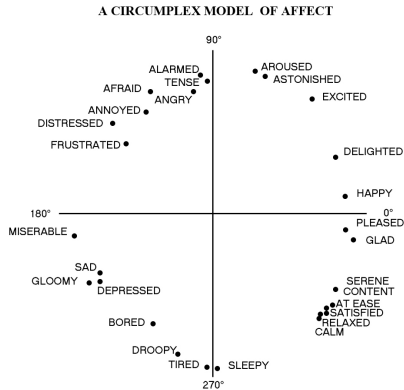 A CIRCUMPLEX MODEL OF AFFECT
90°
ALARMED
AROUSED
TENSE
ASTONISHED
AFRAID
ANGRY
EXCITED
ANNOYED
DISTRESSED
FRUSTRATED
DELIGHTED
HAPPY
180°
0°
PLEASED
MISERABLE
GLAD
SAD
GLOOMY
DEPRESSED
SERENE
CONTENT
AT EASE
SATISFIED
RELAXED
CALM
BORED
DROOPY
TIRED
SLEEPY
270°